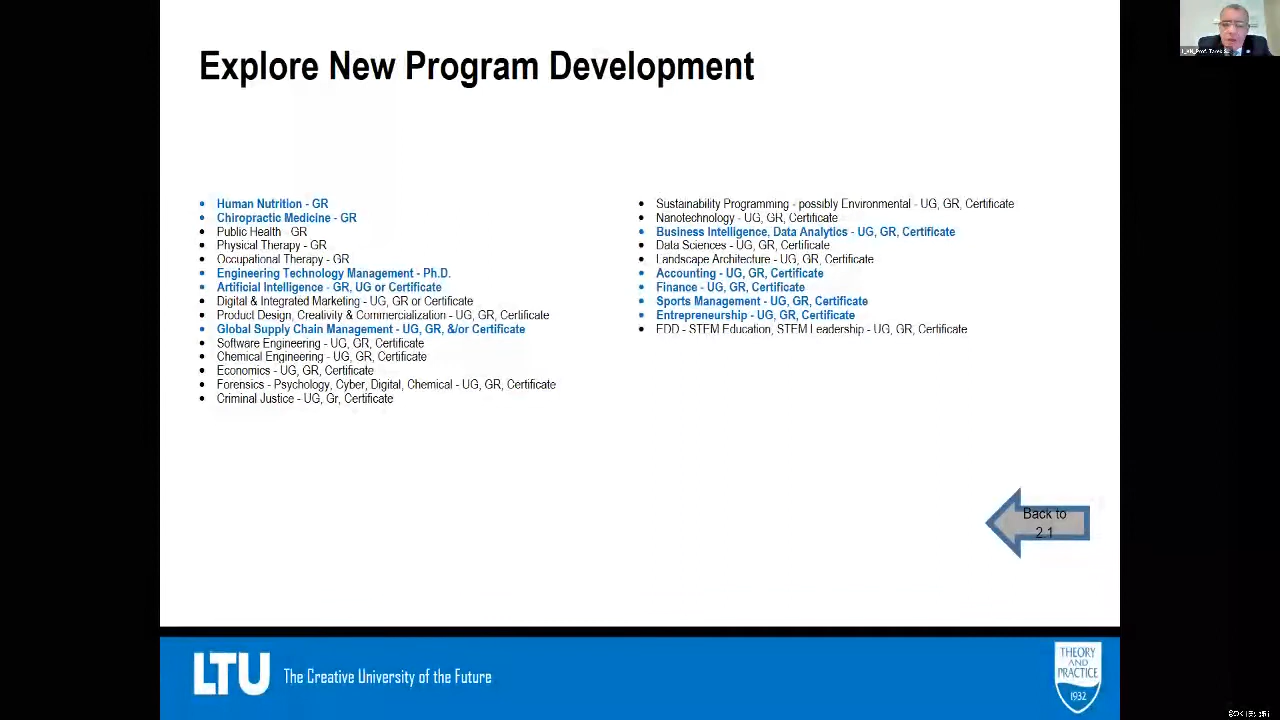 Explore New Program Development
Human Nutrition - GR
Chiropractic Medicine - GR
Public Health - GR
Physical Therapy - GR
Occupational Therapy - GR
Engineering Technology Management - Ph.D.
Artificial Intelligence - GR, UG or Certificate
Digital & Integrated Marketing - UG, GR or Certificate
Product Design, Creativity & Commercialization - UG, GR, Certificate
Global Supply Chain Management - UG, GR, &/or Certificate
Software Engineering - UG, GR, Certificate
Chemical Engineering - UG, GR, Certificate
Economics - UG, GR, Certificate
Forensics - Psychology, Cyber, Digital, Chemical - UG, GR, Certificate
Criminal Justice - UG, Gr, Certificate
Sustainability Programming - possibly Environmental - UG, GR, Certificate
Nanotechnology - UG, GR, Certificate
Business Intelligence, Data Analytics - UG, GR, Certificate
Data Sciences - UG, GR, Certificate
Landscape Architecture - UG, GR, Certificate
Accounting - UG, GR, Certificate
Finance - UG, GR, Certificate
Sports Management - UG, GR, Certificate
Entrepreneurship - UG, GR, Certificate
EDD - STEM Education, STEM Leadership - UG, GR, Certificate
Back to
2.1
LTU The Creative University of the Future
THEORY
AND
PRACTICE
1932